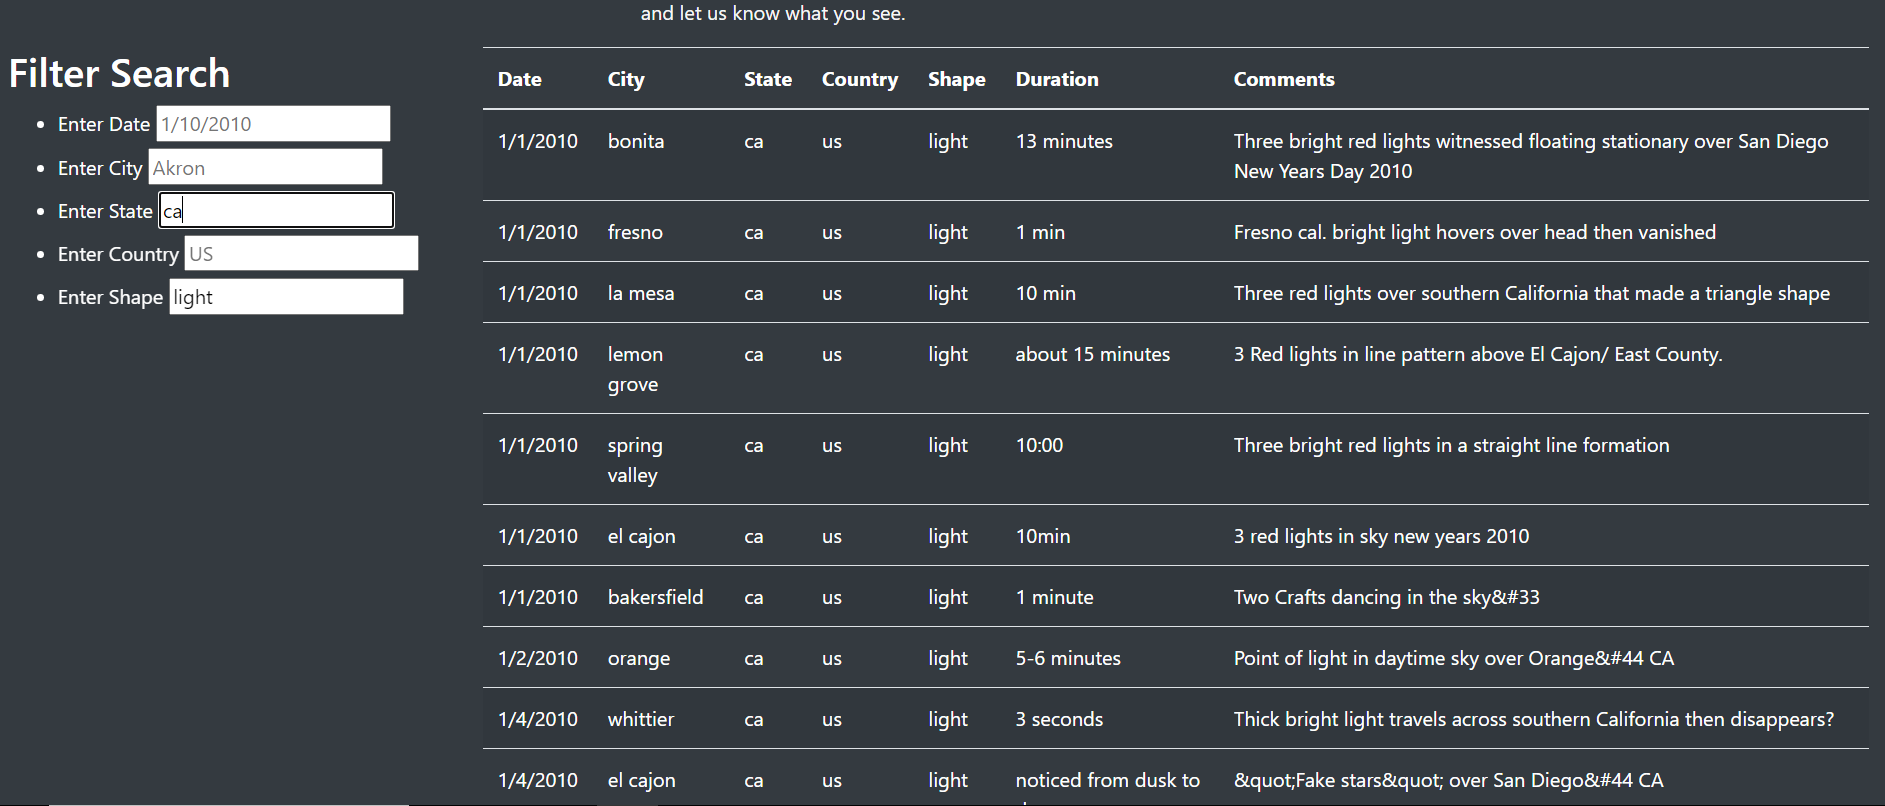 and let us know what you see.
Filter Search
Enter Date 1/10/2010
Enter City Akron
Enter State ca
Enter Country US
Enter Shape light
Date City State Country Shape Duration Comments
1/1/2010 bonita ca us light 13 minutes Three bright red lights witnessed floating stationary over San Diego
New Years Day 2010
1/1/2010 fresno ca us light 1 min Fresno cal. bright light hovers over head then vanished
1/1/2010 la mesa ca us light 10 min Three red lights over southern California that made a triangle shape
1/1/2010 lemon ca us light about 15 minutes 3 Red lights in line pattern above El Cajon/ East County.
grove
1/1/2010 spring ca us light 10:00 Three bright red lights in a straight line formation
valley
1/1/2010 el cajon ca us light 10min 3 red lights in sky new years 2010
1/1/2010 bakersfield ca us light 1 minute Two Crafts dancing in the sky&#33
1/2/2010 orange ca us light 5-6 minutes Point of light in daytime sky over Orange&#44 CA
1/4/2010 whittier ca us light 3 seconds Thick bright light travels across southern California then disappears?
1/4/2010 el cajon ca us light noticed from dusk to &quot;Fake stars&quot; over San Diego&#44 CA